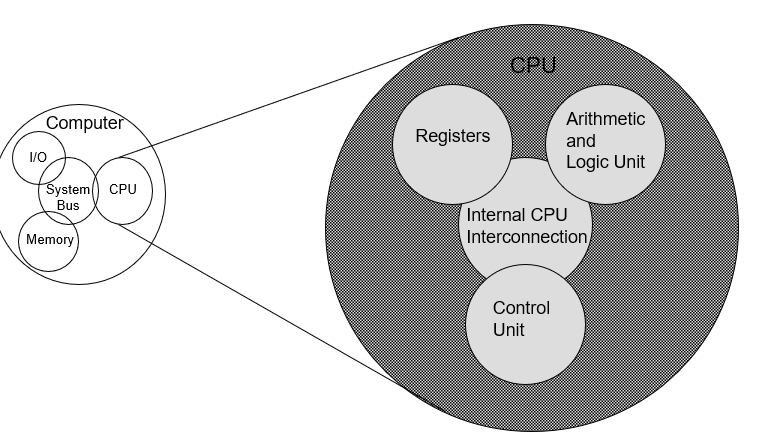 Computer
I/O
System
Bus
CPU
Memory
CPU
Registers
Arithmetic
and
Logic Unit
Internal CPU
Interconnection
Control
Unit